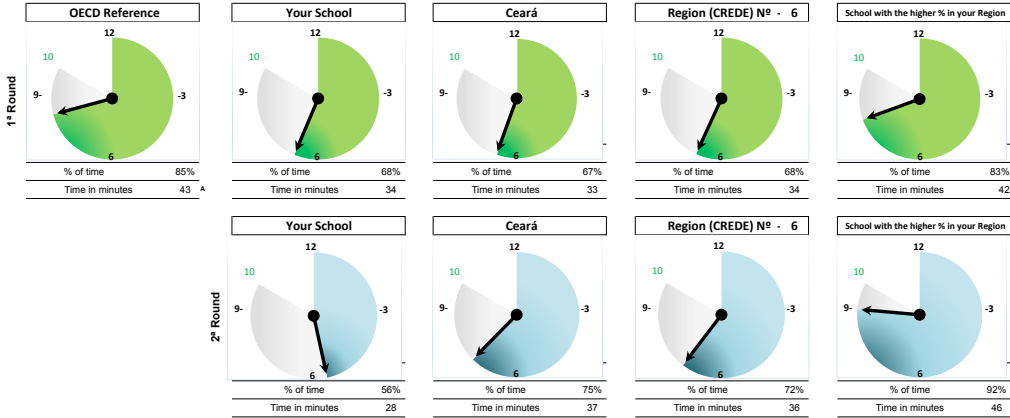 OECD Reference
Your School
Ceará
Region (CREDE) Nº - 6
School with the higher % in your Region
1ª Round
12
10
9-
6
12
10
9-
-3
6
12
10
9-
-3
6
12
10
9-
-3
6
12
10
9-
-3
6
% of time 85%
Time in minutes 43 A
% of time 68%
Time in minutes 34
% of time 67%
Time in minutes 33
% of time 68%
Time in minutes 34
% of time 83%
Time in minutes 42
Your School
Ceará
Region (CREDE) Nº - 6
School with the higher % in your Region
2ª Round
12
10
9-
-3
6
12
10
9-
-3
6
12
10
9-
-3
6
12
10
9-
-3
6
% of time 56%
Time in minutes 28
% of time 75%
Time in minutes 37
% of time 72%
Time in minutes 36
% of time 92%
Time in minutes 46